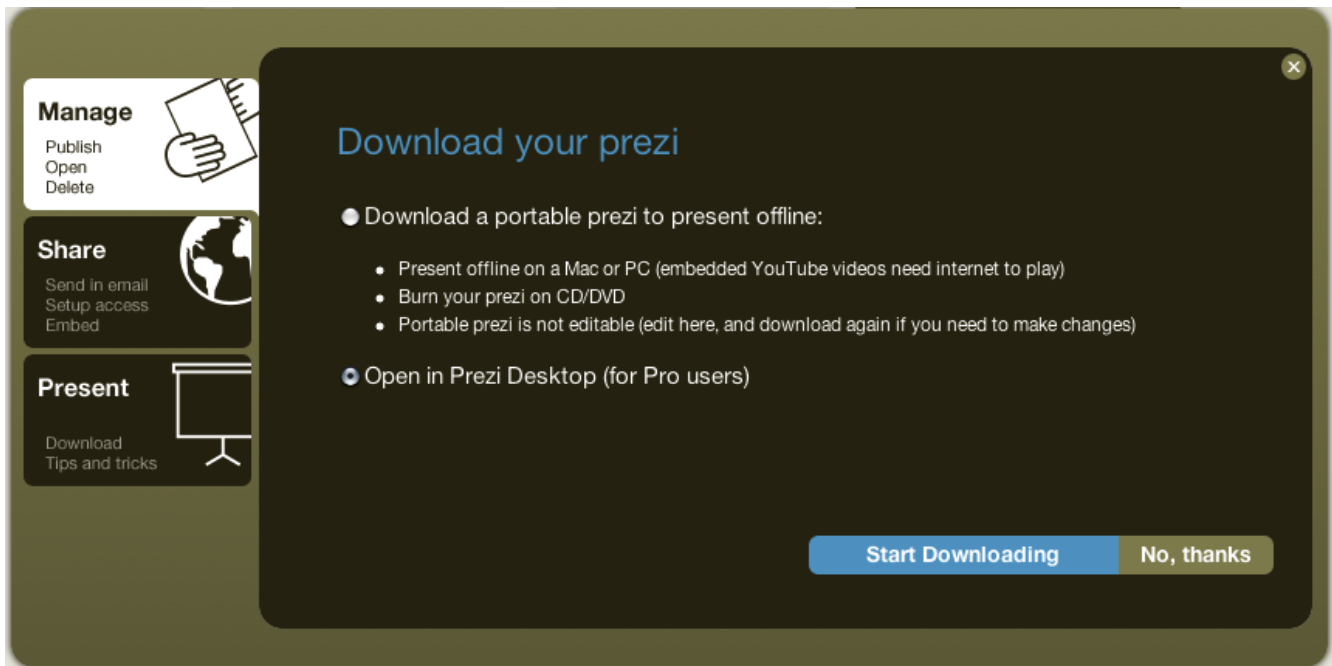 Manage
Publish
Open
Delete
Share
Send in email
Setup access
Embed
Present
Download
Tips and tricks
Download your prezi
Download a portable prezi to present offline:
• Present offline on a Mac or PC (embedded YouTube videos need internet to play)
• Burn your prezi on CD/DVD
• Portable prezi is not editable (edit here, and download again if you need to make changes)
Open in Prezi Desktop (for Pro users)
Start Downloading
No, thanks